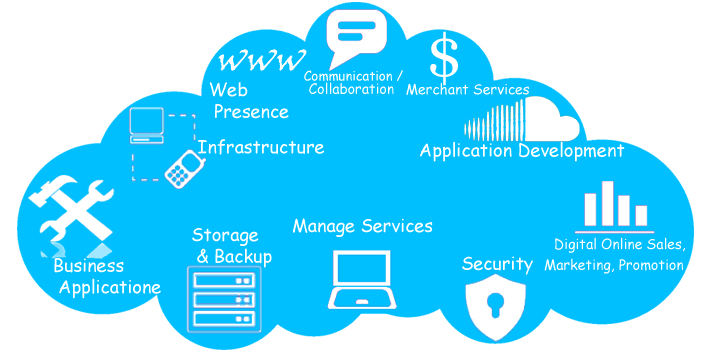 www
Web
Presence
Communication /
Collaboration
$
Merchant Services
Infrastructure
Application Development
Business
Applicatione
Storage
& Backup
Manage Services
Security
Digital Online Sales,
Marketing, Promotion